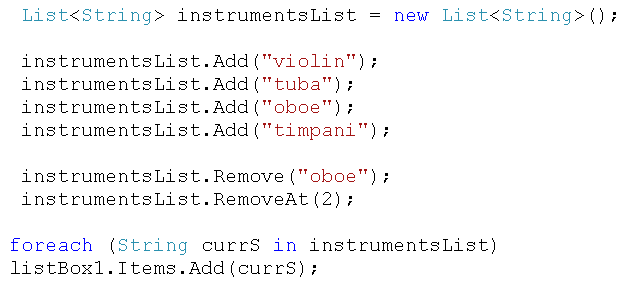 List<String> instrumentsList = new List<String>();
instrumentsList.Add("violin");
instrumentsList.Add("tuba");
instrumentsList.Add("oboe");
instrumentsList.Add("timpani");
instrumentsList.Remove("oboe");
instrumentsList.RemoveAt(2);
foreach (String currS in instrumentsList)
listBox1.Items.Add(currS);